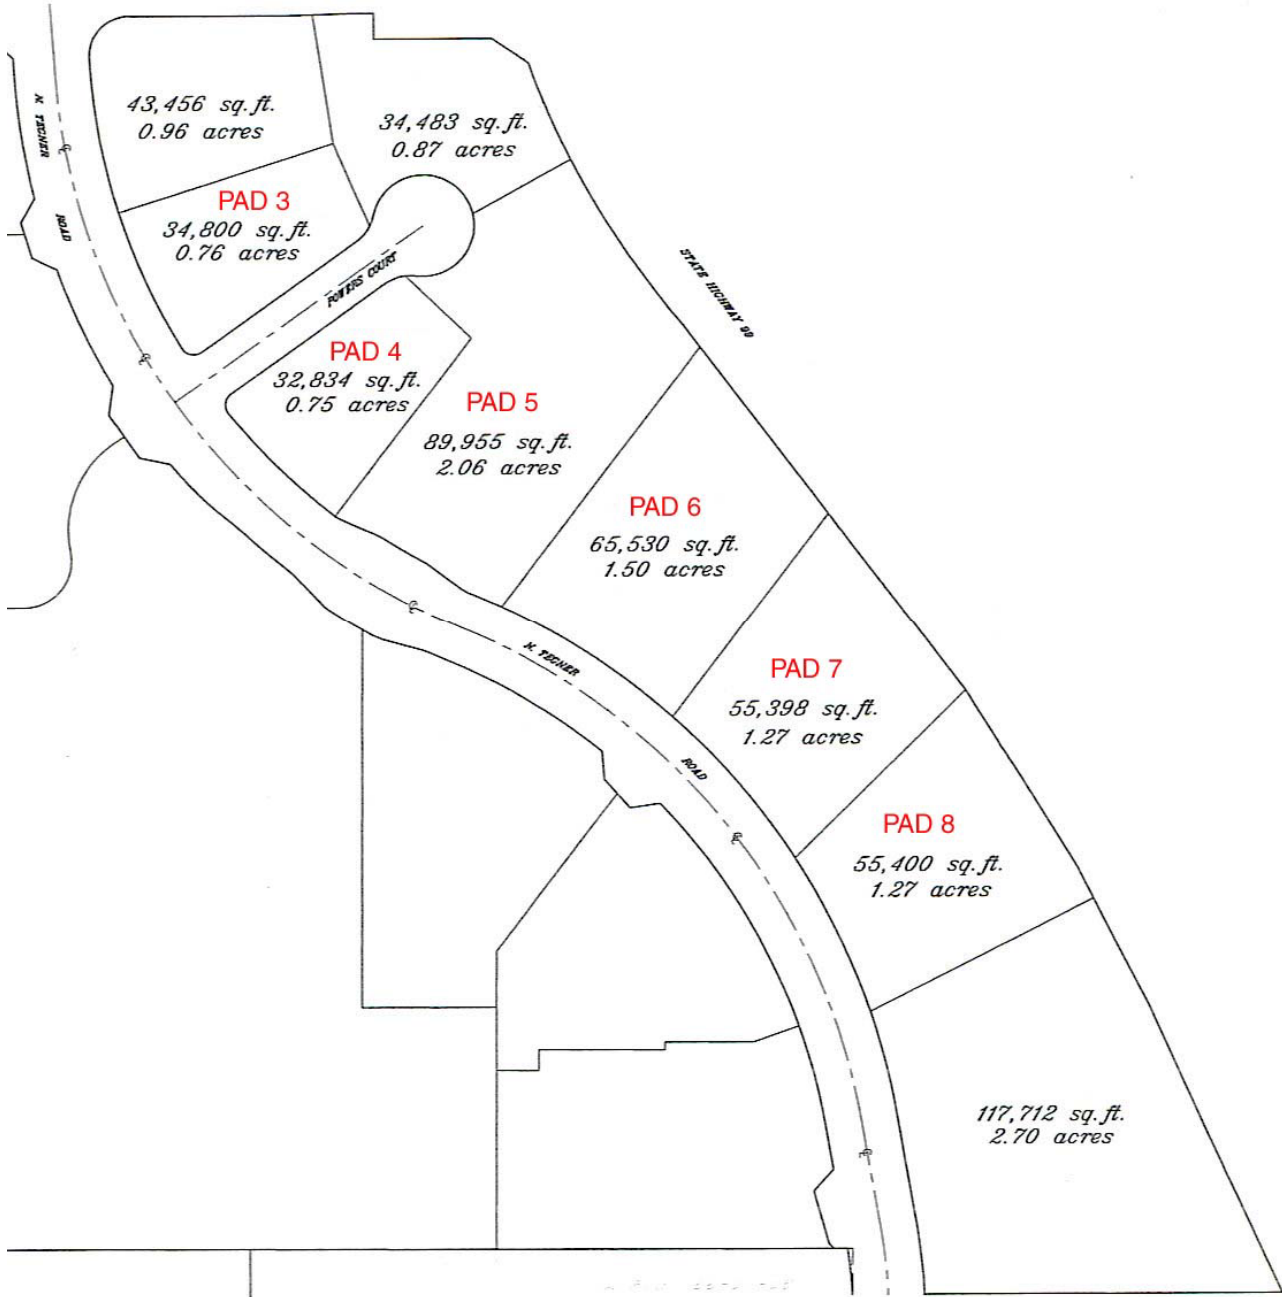 43,456 sq.ft.
0.96 acres
34,483 sq.ft.
0.87 acres
N. TEGNER
ROAD
PAD 3
34,800 sq.ft.
0.76 acres
POWERS COURT
STATE HIGHWAY 99
PAD 4
32,834 sq.ft.
0.75 acres
PAD 5
89,955 sq.ft.
2.06 acres
PAD 6
65,530 sq.ft.
1.50 acres
N. TEGNER
ROAD
PAD 7
55,398 sq.ft.
1.27 acres
PAD 8
55,400 sq.ft.
1.27 acres
117,712 sq.ft.
2.70 acres